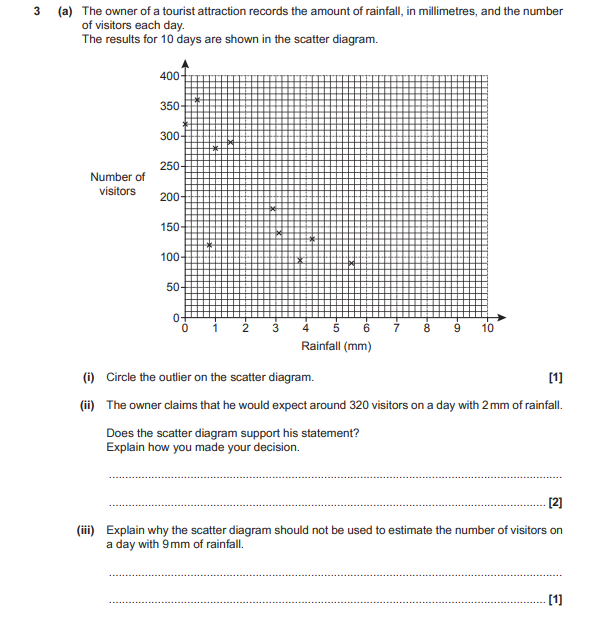 3 (a) The owner of a tourist attraction records the amount of rainfall, in millimetres, and the number
of visitors each day.
The results for 10 days are shown in the scatter diagram.
400
350
300
250
Number of
visitors
200
150
100
50
0
0 1 2 3 4 5 6 7 8 9 10
Rainfall (mm)
(i) Circle the outlier on the scatter diagram. [1]
(ii) The owner claims that he would expect around 320 visitors on a day with 2 mm of rainfall.
Does the scatter diagram support his statement?
Explain how you made your decision.
[2]
(iii) Explain why the scatter diagram should not be used to estimate the number of visitors on
a day with 9 mm of rainfall.
[1]